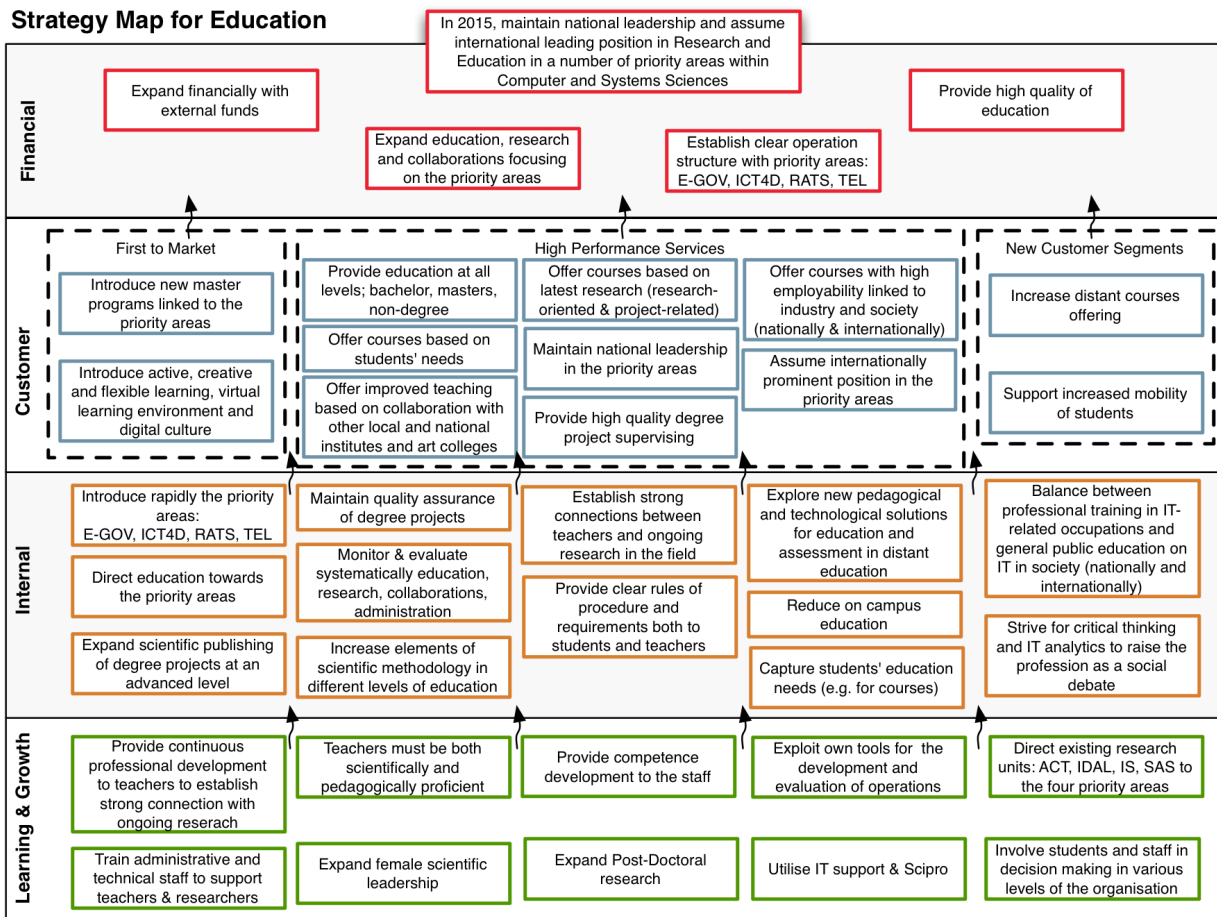 Strategy Map for Education
In 2015, maintain national leadership and assume
international leading position in Research and
Education in a number of priority areas within
Computer and Systems Sciences
Financial
Expand financially with
external funds
Provide high quality of
education
Expand education, research
and collaborations focusing
on the priority areas
Establish clear operation
structure with priority areas:
E-GOV, ICT4D, RATS, TEL
Customer
First to Market
Introduce new master
programs linked to the
priority areas
Introduce active, creative
and flexible learning, virtual
learning environment and
digital culture
High Performance Services
Provide education at all
levels; bachelor, masters,
non-degree
Offer courses based on
students' needs
Offer improved teaching
based on collaboration with
other local and national
institutes and art colleges
Offer courses based on
latest research (research-
oriented & project-related)
Maintain national leadership
in the priority areas
Provide high quality degree
project supervising
Offer courses with high
employability linked to
industry and society
(nationally & internationally)
Assume internationally
prominent position in the
priority areas
New Customer Segments
Increase distant courses
offering
Support increased mobility
of students
Internal
Introduce rapidly the priority
areas:
E-GOV, ICT4D, RATS, TEL
Direct education towards
the priority areas
Expand scientific publishing
of degree projects at an
advanced level
Maintain quality assurance
of degree projects
Monitor & evaluate
systematically education,
research, collaborations,
administration
Increase elements of
scientific methodology in
different levels of education
Establish strong
connections between
teachers and ongoing
research in the field
Provide clear rules of
procedure and
requirements both to
students and teachers
Explore new pedagogical
and technological solutions
for education and
assessment in distant
education
Reduce on campus
education
Capture students' education
needs (e.g. for courses)
Balance between
professional training in IT-
related occupations and
general public education on
IT in society (nationally and
internationally)
Strive for critical thinking
and IT analytics to raise the
profession as a social
debate
Learning & Growth
Provide continuous
professional development
to teachers to establish
strong connection with
ongoing reserach
Train administrative and
technical staff to support
teachers & researchers
Teachers must be both
scientifically and
pedagogically proficient
Expand female scientific
leadership
Provide competence
development to the staff
Expand Post-Doctoral
research
Exploit own tools for the
development and
evaluation of operations
Utilise IT support & Scipro
Direct existing research
units: ACT, IDAL, IS, SAS to
the four priority areas
Involve students and staff in
decision making in various
levels of the organisation